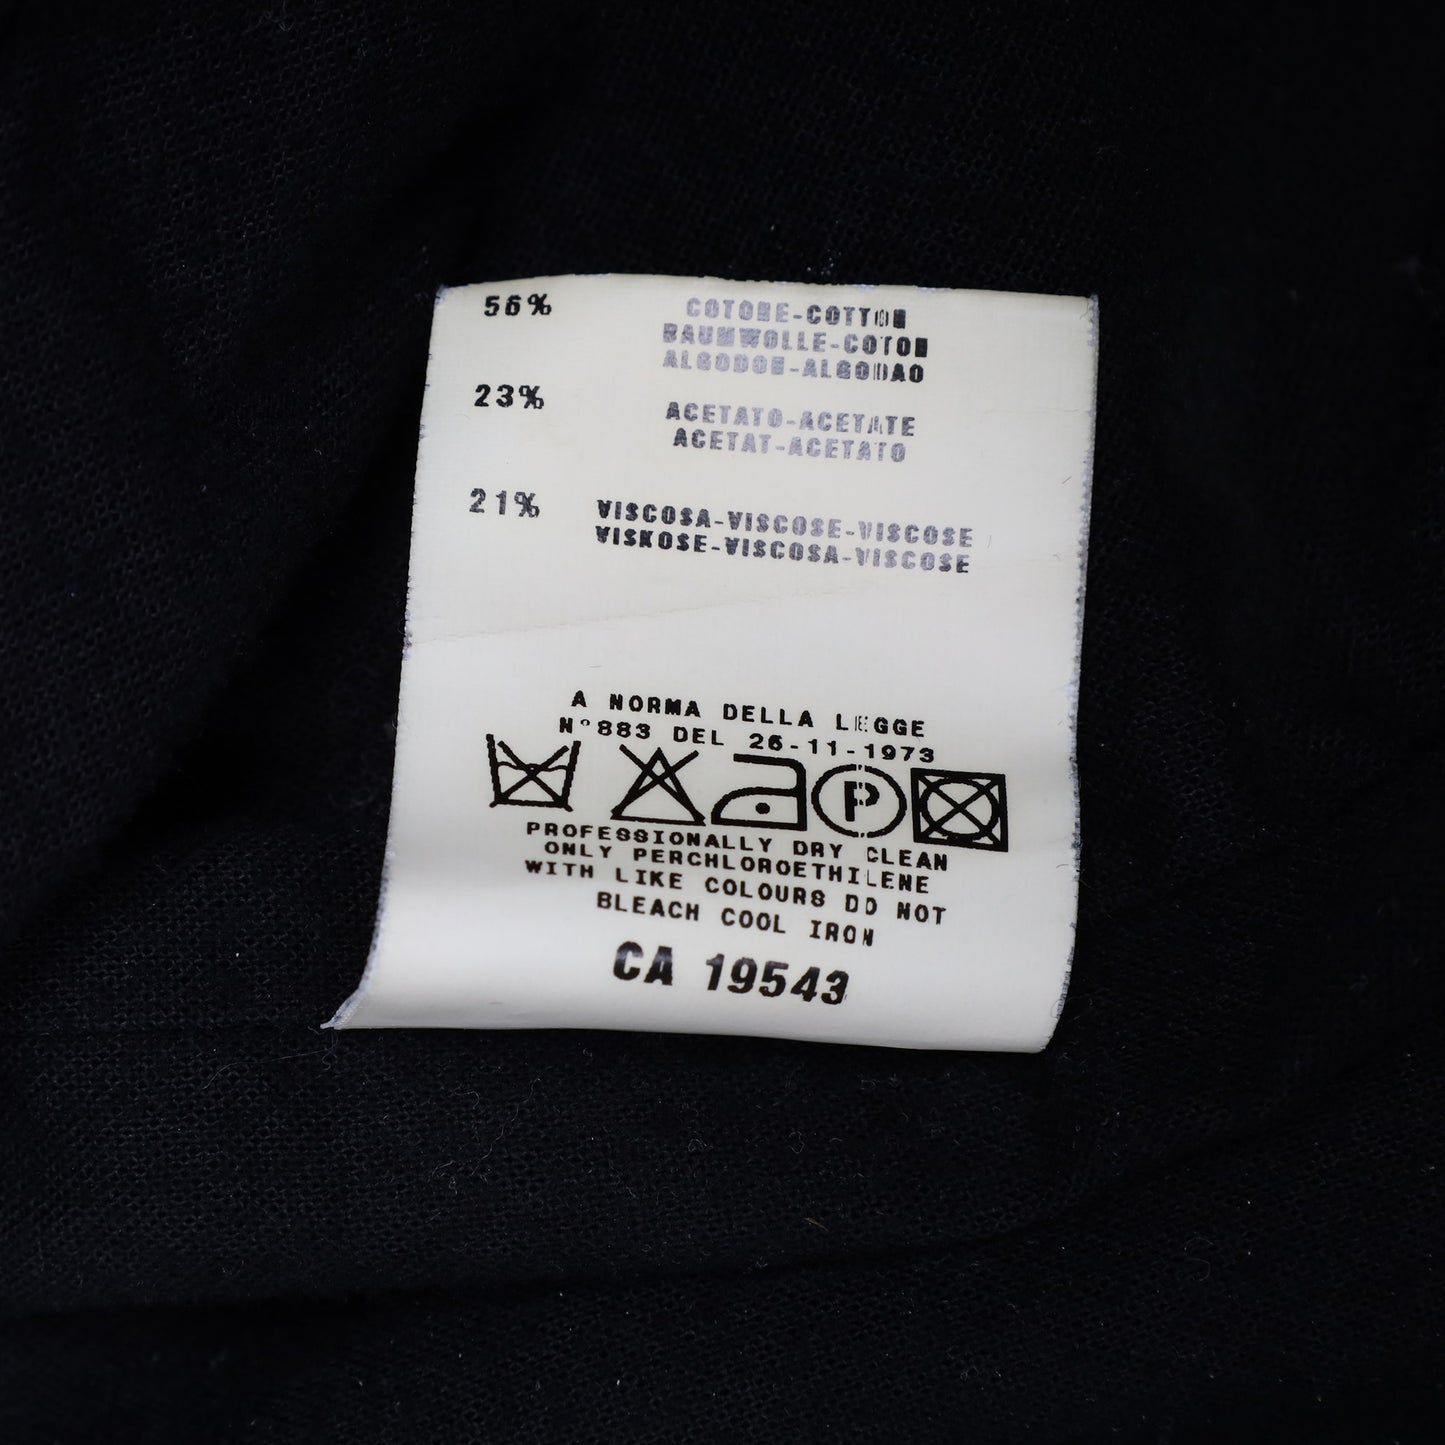 56% COTONE-COTTON
BAUMWOLLE-COTON
ALGODON-ALGODAO
23% ACETATO-ACETATE
ACETAT-ACETATO
21% VISCOSA-VISCOSE-VISCOSE
VISKOSE-VISCOSA-VISCOSE
A NORMA DELLA LEGGE
N°883 DEL 26-11-1973
P
PROFESSIONALLY DRY CLEAN
ONLY PERCHLOROETHILENE
WITH LIKE COLOURS DO NOT
BLEACH COOL IRON
CA 19543